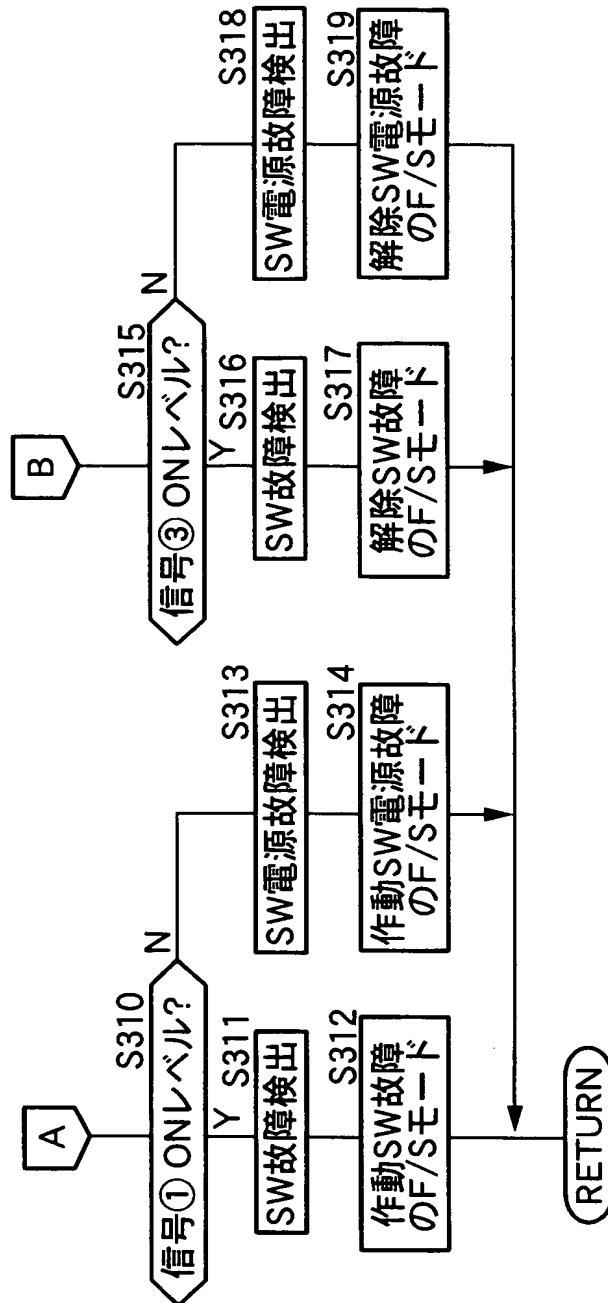 A
S310
信号① ONレベル?
Y
N
S311
SW故障検出
S312
作動SW故障
のF/Sモード
S313
SW電源故障検出
S314
作動SW電源故障
のF/Sモード
B
S315
信号③ ONレベル?
Y
N
S316
SW故障検出
S317
解除SW故障
のF/Sモード
S318
SW電源故障検出
S319
解除SW電源故障
のF/Sモード
RETURN